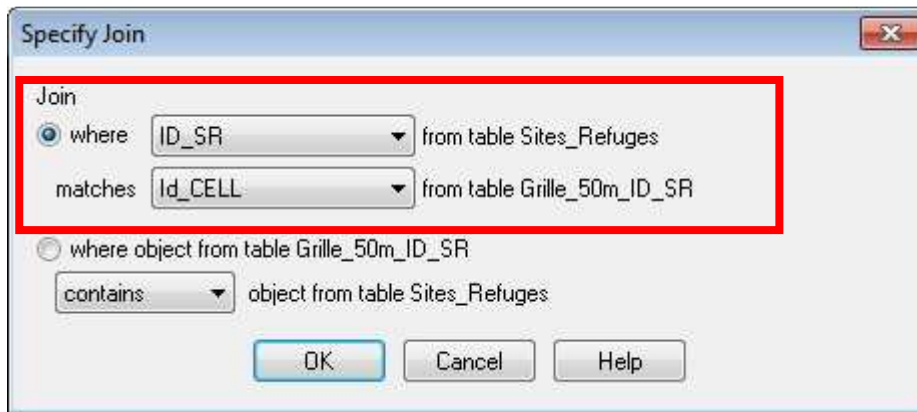 Specify Join
Join
where ID_SR from table Sites_Refuges
matches Id_CELL from table Grille_50m_ID_SR
where object from table Grille_50m_ID_SR
contains object from table Sites_Refuges
OK Cancel Help